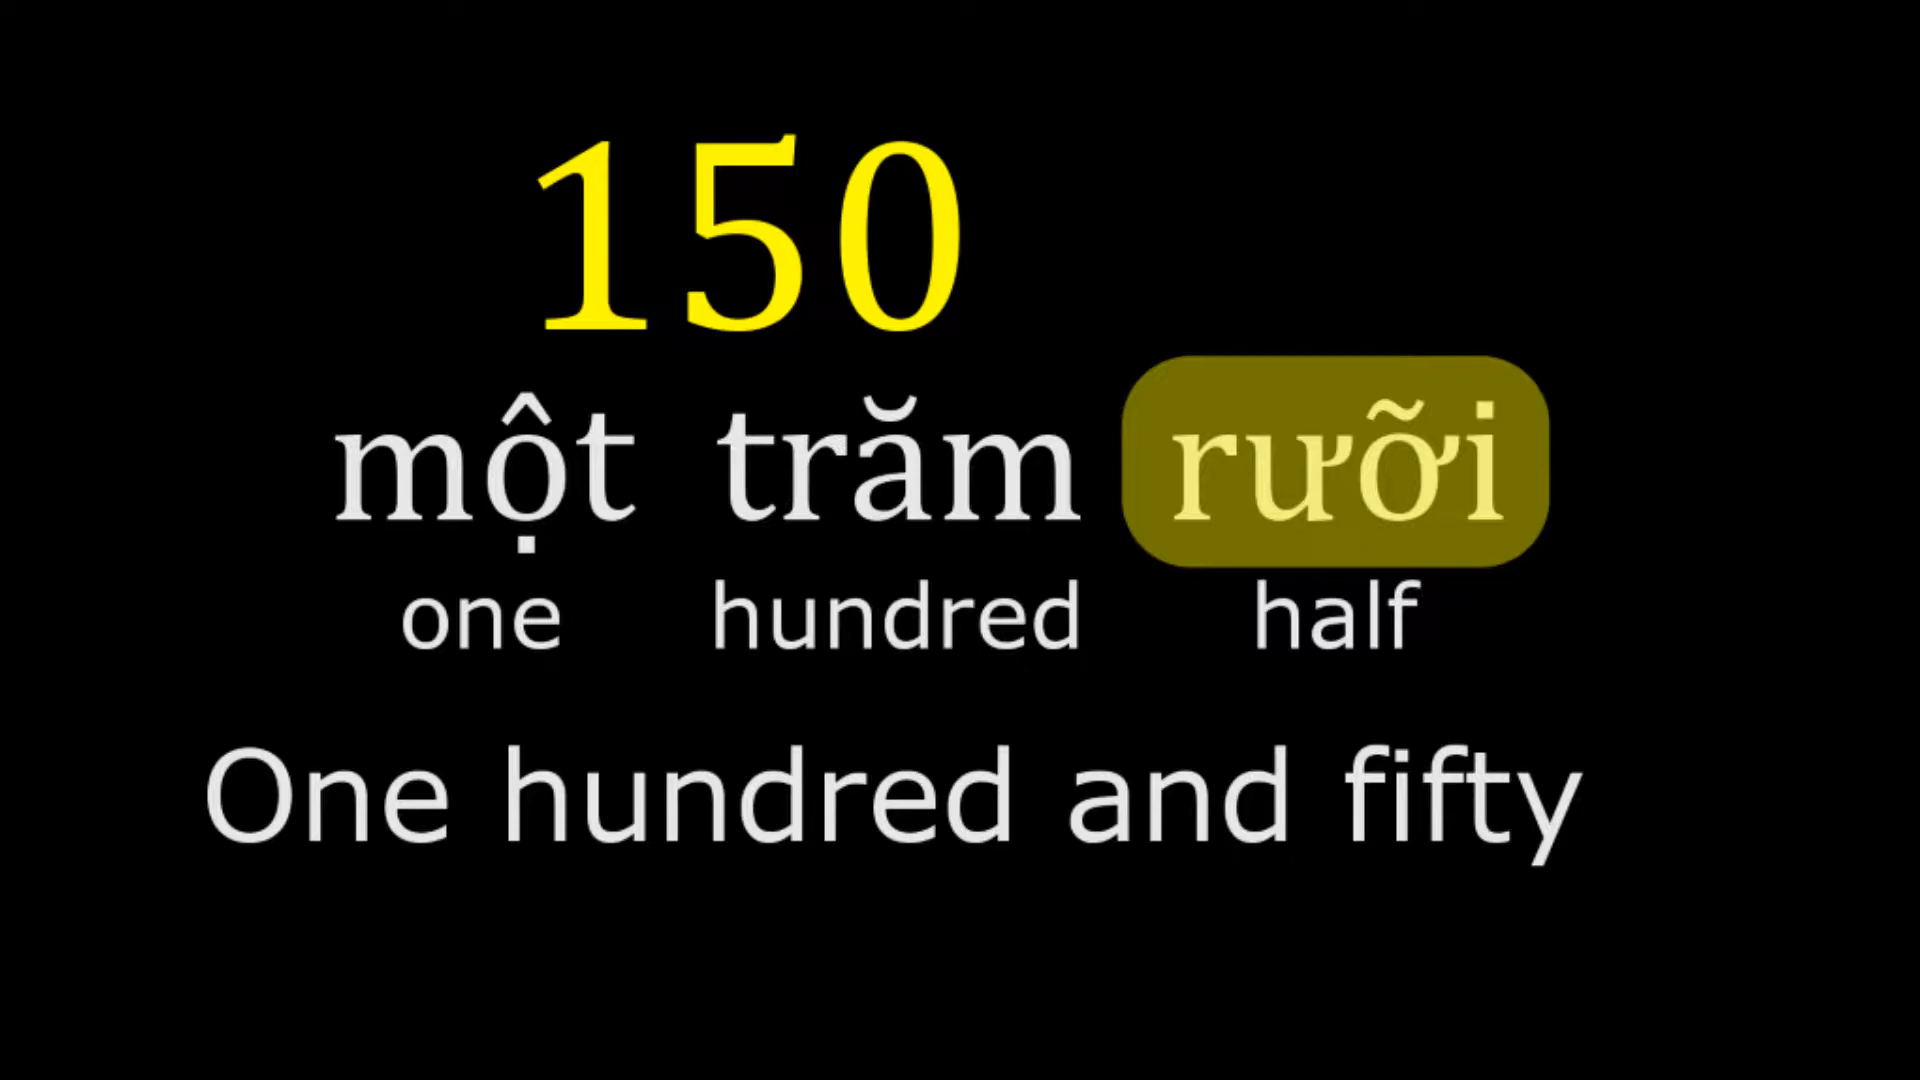 150
một trăm rưỡi
one hundred half
One hundred and fifty